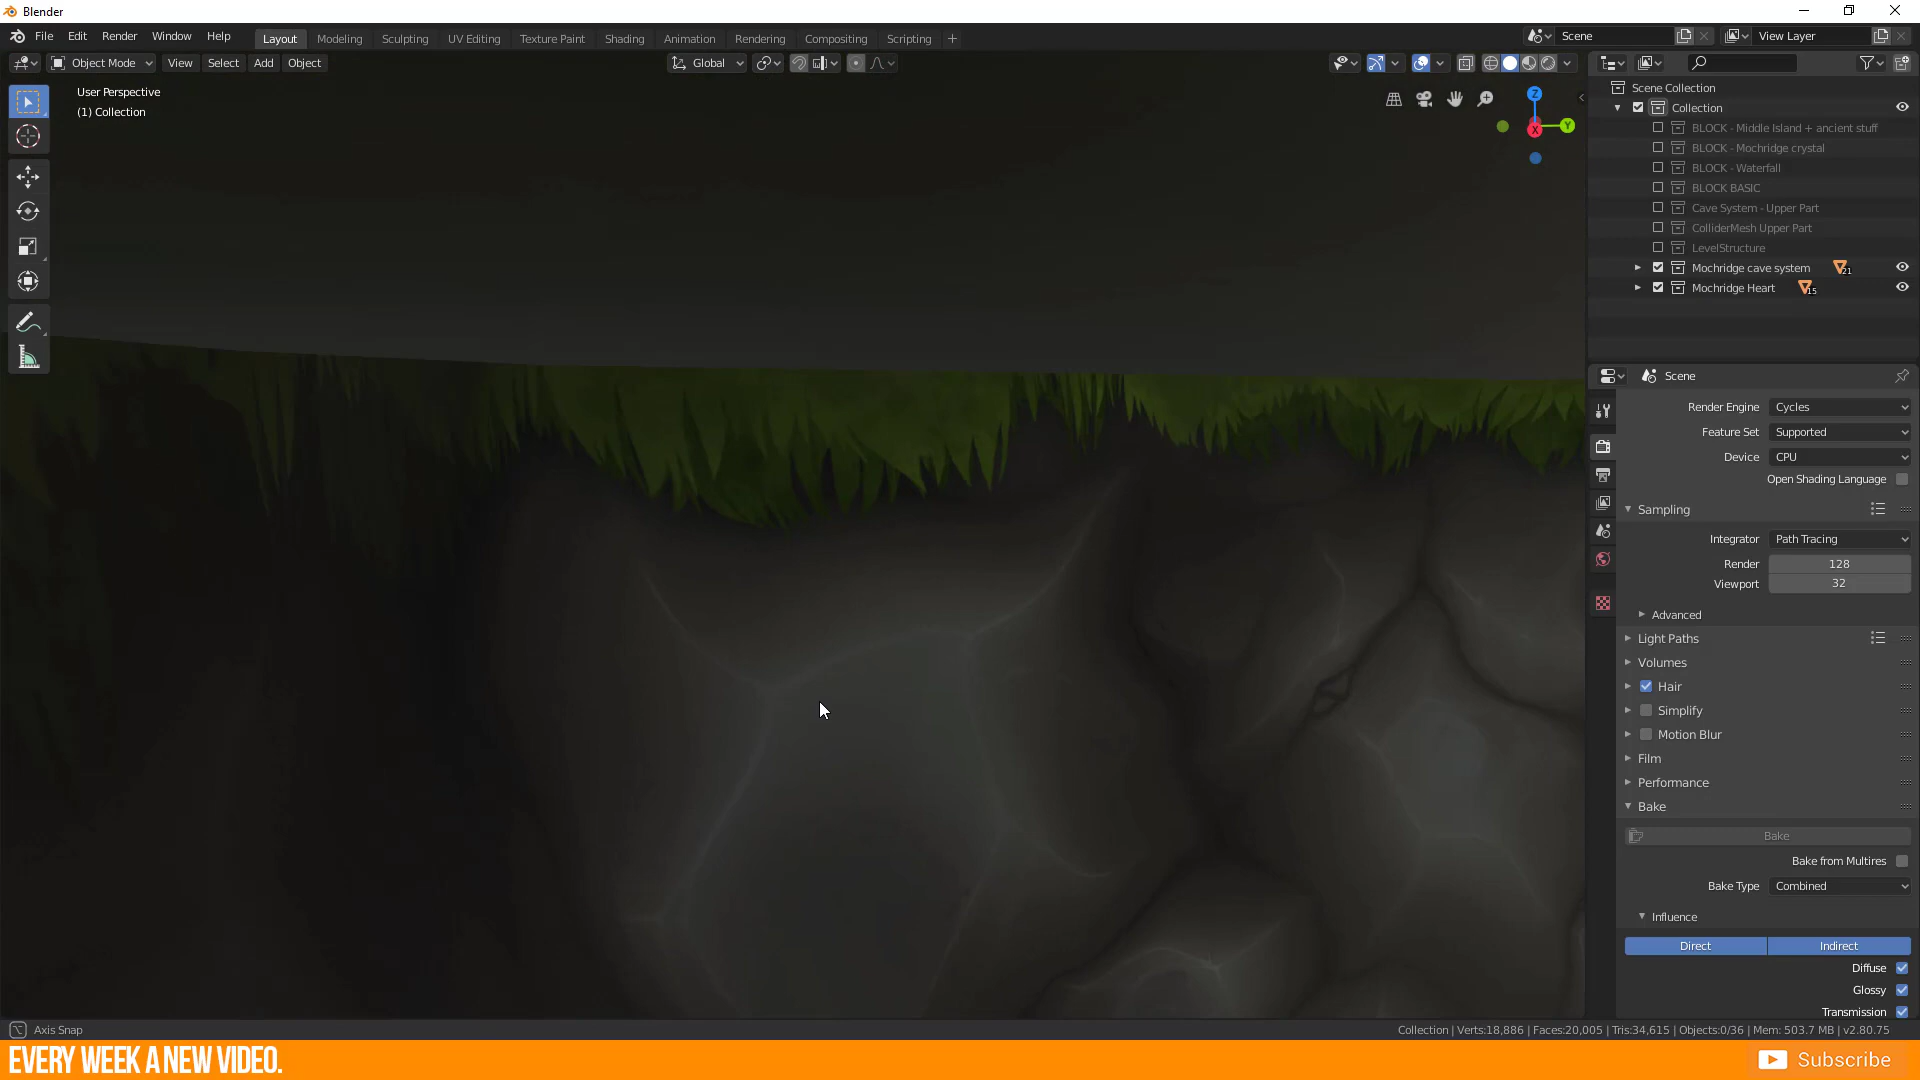 Blender
File Edit Render Window Help
Layout Modeling Sculpting UV Editing Texture Paint Shading Animation Rendering Compositing Scripting
Scene
View Layer
Object Mode View Select Add Object
Global
User Perspective
(1) Collection
Z
Y
X
Scene Collection
Collection
BLOCK - Middle Island + ancient stuff
BLOCK - Mochridge crystal
BLOCK - Waterfall
BLOCK BASIC
Cave System - Upper Part
ColliderMesh Upper Part
LevelStructure
Mochridge cave system 21
Mochridge Heart 15
Scene
Render Engine Cycles
Feature Set Supported
Device CPU
Open Shading Language
Sampling
Integrator Path Tracing
Render 128
Viewport 32
Advanced
Light Paths
Volumes
Hair
Simplify
Motion Blur
Film
Performance
Bake
Bake
Bake from Multires
Bake Type Combined
Influence
Direct Indirect
Diffuse
Glossy
Transmission
Axis Snap
Collection | Verts:18,886 | Faces:20,005 | Tris:34,615 | Objects:0/36 | Mem: 503.7 MB | v2.80.75
EVERY WEEK A NEW VIDEO.
Subscribe